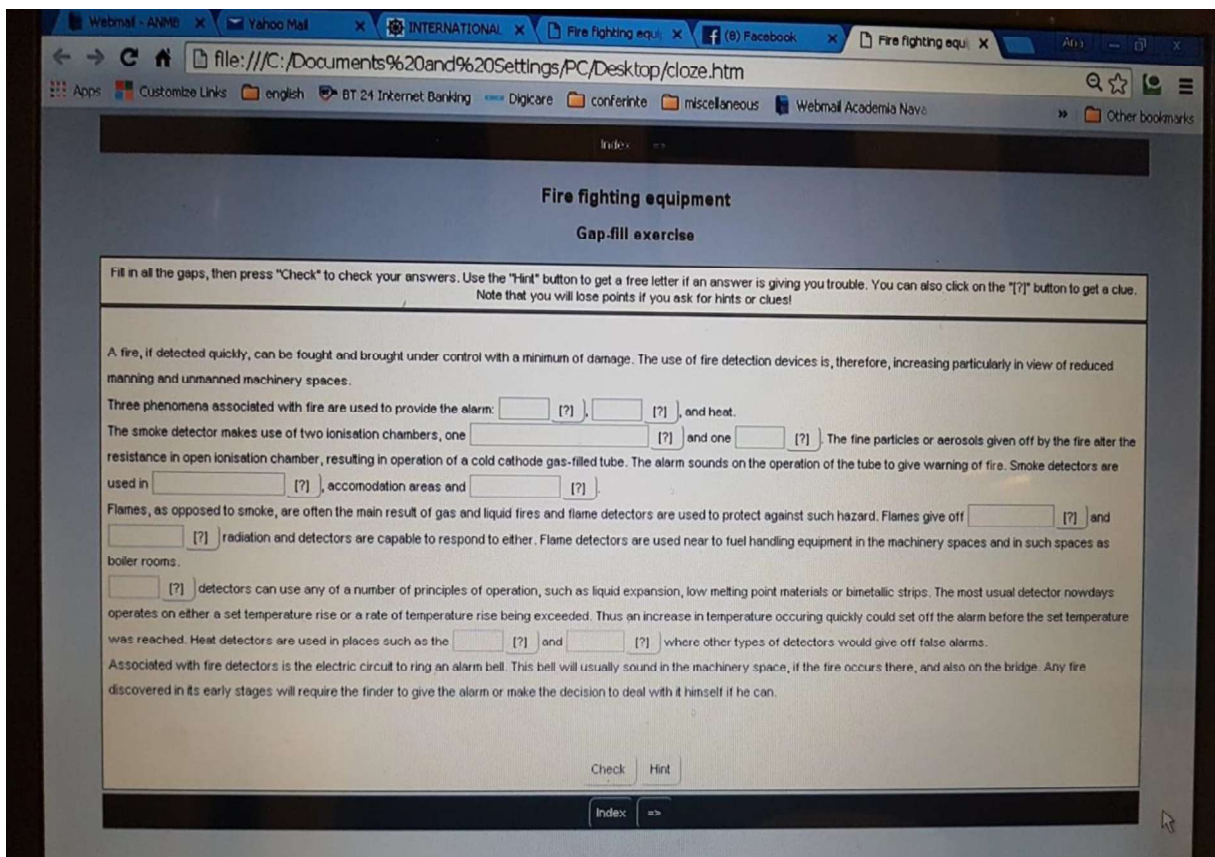 Webmail - ANMB
Yahoo Mail
INTERNATIONAL
Fire fighting equi
(8) Facebook
Fire fighting equi
file:///C:/Documents%20and%20Settings/PC/Desktop/cloze.htm
Apps Customize Links english BT 24 Internet Banking Digicare conferinte miscellaneous Webmail Academia Nava » Other bookmarks
Index =>
Fire fighting equipment
Gap-fill exercise
Fill in all the gaps, then press "Check" to check your answers. Use the "Hint" button to get a free letter if an answer is giving you trouble. You can also click on the "[?]" button to get a clue.
Note that you will lose points if you ask for hints or clues!
A fire, if detected quickly, can be fought and brought under control with a minimum of damage. The use of fire detection devices is, therefore, increasing particularly in view of reduced
manning and unmanned machinery spaces.
Three phenomena associated with fire are used to provide the alarm: [?] , [?] , and heat.
The smoke detector makes use of two ionisation chambers, one [?] and one [?] . The fine particles or aerosols given off by the fire alter the
resistance in open ionisation chamber, resulting in operation of a cold cathode gas-filled tube. The alarm sounds on the operation of the tube to give warning of fire. Smoke detectors are
used in [?] , accomodation areas and [?] .
Flames, as opposed to smoke, are often the main result of gas and liquid fires and flame detectors are used to protect against such hazard. Flames give off [?] and
[?] radiation and detectors are capable to respond to either. Flame detectors are used near to fuel handling equipment in the machinery spaces and in such spaces as
boiler rooms.
[?] detectors can use any of a number of principles of operation, such as liquid expansion, low melting point materials or bimetallic strips. The most usual detector nowdays
operates on either a set temperature rise or a rate of temperature rise being exceeded. Thus an increase in temperature occuring quickly could set off the alarm before the set temperature
was reached. Heat detectors are used in places such as the [?] and [?] where other types of detectors would give off false alarms.
Associated with fire detectors is the electric circuit to ring an alarm bell. This bell will usually sound in the machinery space, if the fire occurs there, and also on the bridge. Any fire
discovered in its early stages will require the finder to give the alarm or make the decision to deal with it himself if he can.
Check Hint
Index =>